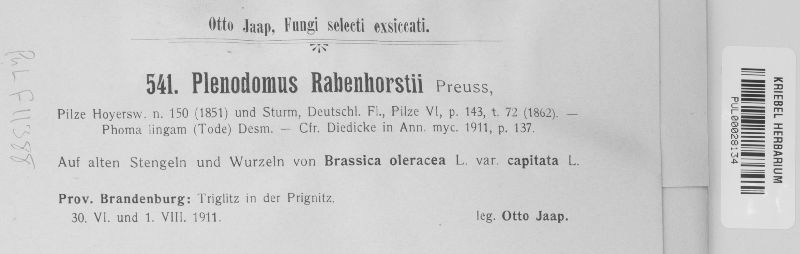 Otto Jaap, Fungi selecti exsiccati.
541. Plenodomus Rabenhorstii Preuss,
Pilze Hoyersw. n. 150 (1851) und Sturm, Deutschl. Fl., Pilze VI, p. 143, t. 72 (1862). —
Phoma lingam (Tode) Desm. — Cfr. Diedicke in Ann. myc. 1911, p. 137.
Auf alten Stengeln und Wurzeln von Brassica oleracea L. var. capitata L.
Prov. Brandenburg: Triglitz in der Prignitz,
30. VI. und 1. VIII. 1911.
leg. Otto Jaap.
PUL F11388
KRIEBEL HERBARIUM
PUL00028134